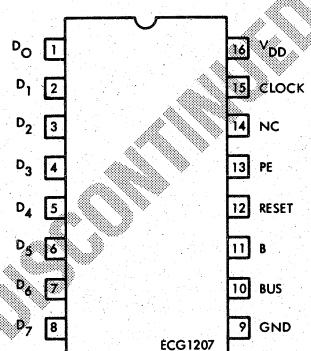 D0 1 16 VDD
D1 2 15 CLOCK
D2 3 14 NC
D3 4 13 PE
D4 5 12 RESET
D5 6 11 B
D6 7 10 BUS
D7 8 9 GND
ECG1207
DISCONTINUED